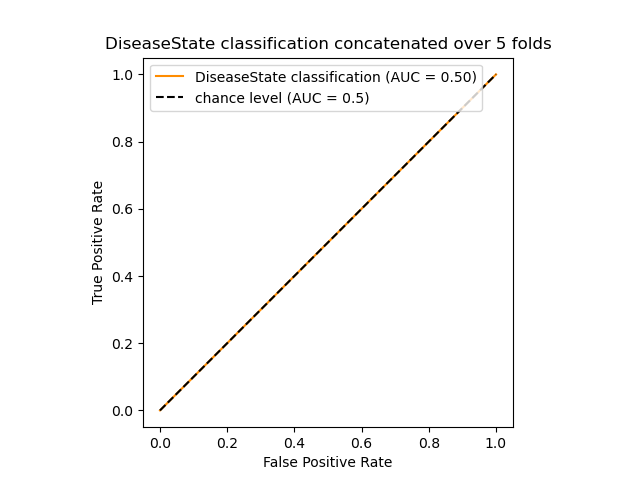 DiseaseState classification concatenated over 5 folds
DiseaseState classification (AUC = 0.50)
chance level (AUC = 0.5)
1.0
0.8
0.6
0.4
0.2
0.0
True Positive Rate
0.0 0.2 0.4 0.6 0.8 1.0
False Positive Rate